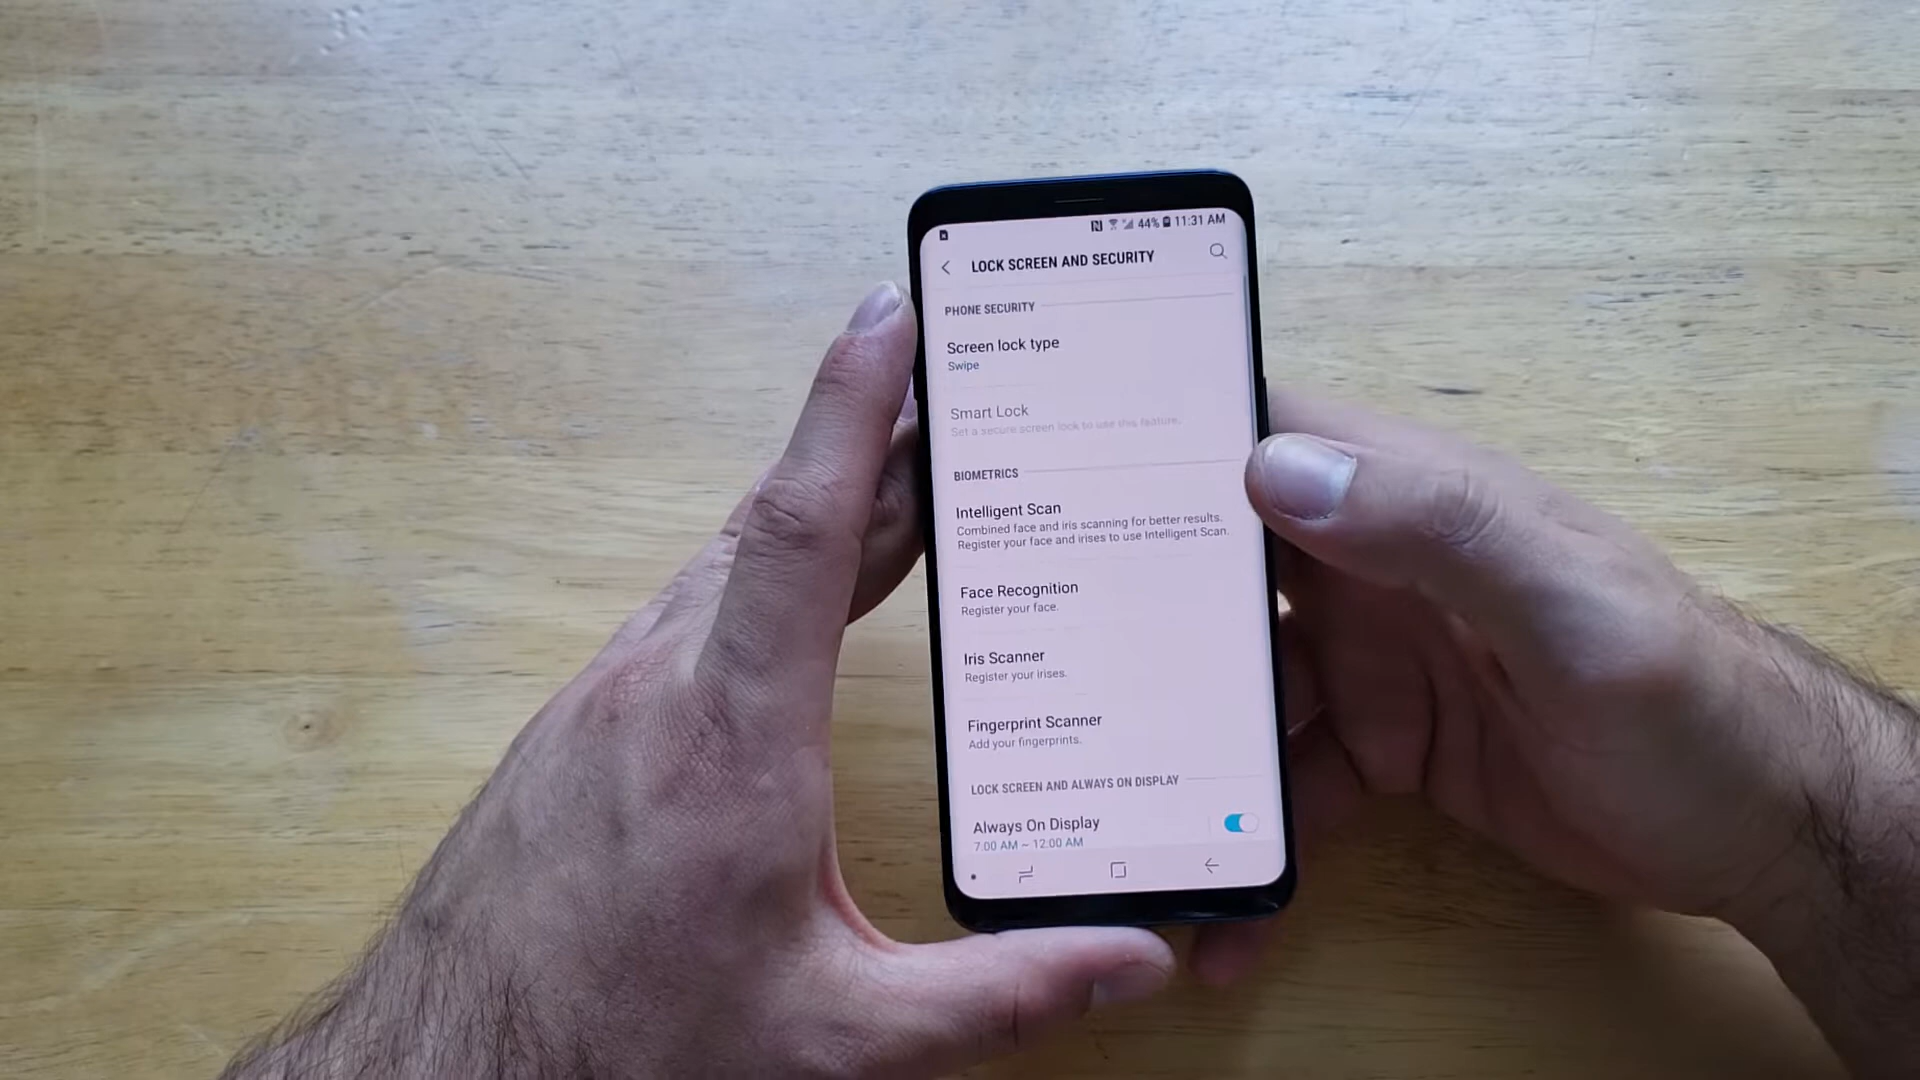 44% 11:31 AM
LOCK SCREEN AND SECURITY
PHONE SECURITY
Screen lock type
Swipe
Smart Lock
Set a secure screen lock to use this feature.
BIOMETRICS
Intelligent Scan
Combined face and iris scanning for better results.
Register your face and irises to use Intelligent Scan.
Face Recognition
Register your face.
Iris Scanner
Register your irises.
Fingerprint Scanner
Add your fingerprints.
LOCK SCREEN AND ALWAYS ON DISPLAY
Always On Display
7:00 AM ~ 12:00 AM